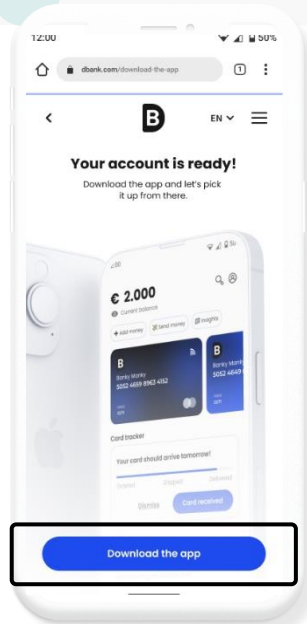 12:00
50%
dbank.com/download-the-app
1
B
EN
Your account is ready!
Download the app and let's pick
it up from there.
€ 2.000
Current balance
+ Add money
Send money
Insights
B
Banky Manky
5052 4659 8963 4152
B
Banky Manky
5052 4649
Card tracker
Your card should arrive tomorrow!
Ordered
Shipped
Delivered
Dismiss
Card received
Download the app